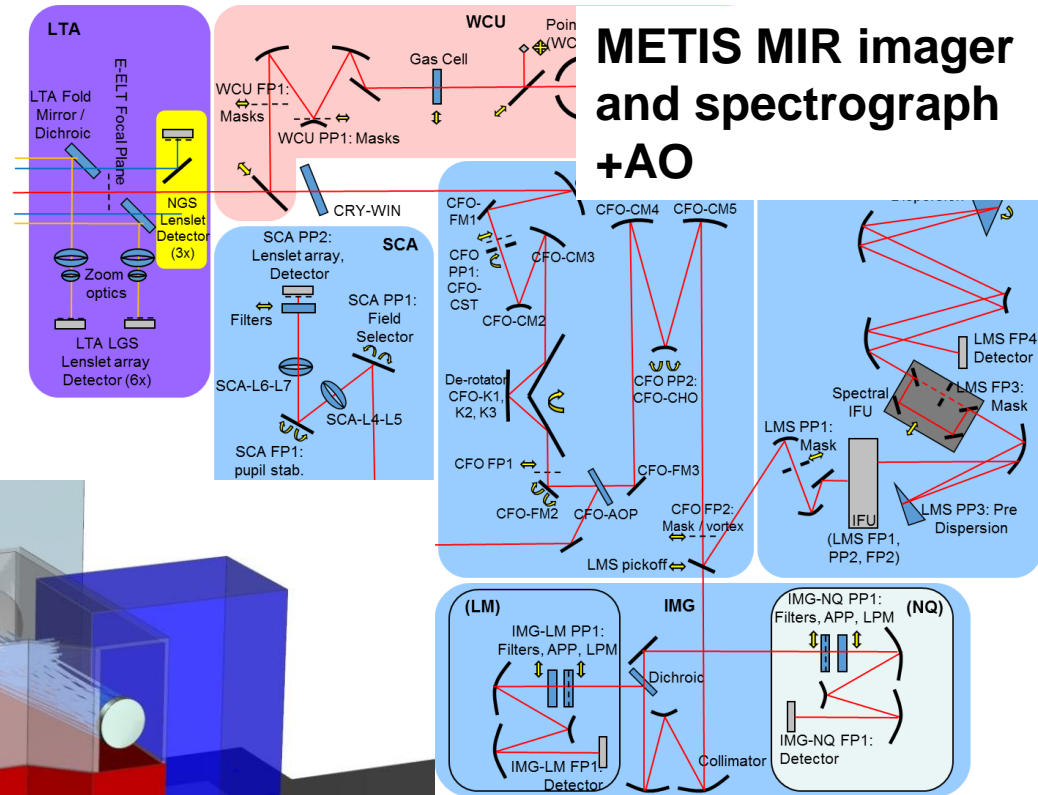 METIS MIR imager
and spectrograph
+AO
LTA
E-ELT Focal Plane
LTA Fold
Mirror /
Dichroic
NGS
Lenslet
Detector
(3x)
Zoom
optics
LTA LGS
Lenslet array
Detector (6x)
WCU
Gas Cell
WCU FP1:
Masks
WCU PP1: Masks
Poin
(WC
CRY-WIN
SCA
SCA PP2:
Lenslet array,
Detector
SCA PP1:
Field
Selector
Filters
SCA-L6-L7
SCA-L4-L5
SCA FP1:
pupil stab.
CFO-
FM1
CFO
PP1:
CFO-
CST
CFO-CM3
CFO-CM2
CFO-CM4
CFO-CM5
De-rotator
CFO-K1,
K2, K3
CFO PP2:
CFO-CHO
CFO FP1
CFO-FM2
CFO-AOP
CFO-FM3
CFO FP2:
Mask / vortex
LMS pickoff
LMS FP4
Detector
Spectral
IFU
LMS FP3:
Mask
LMS PP1:
Mask
IFU
(LMS FP1,
PP2, FP2)
LMS PP3: Pre
Dispersion
(LM)
IMG
(NQ)
IMG-LM PP1:
Filters, APP, LPM
IMG-NQ PP1:
Filters, APP, LPM
Dichroic
Collimator
IMG-LM FP1:
Detector
IMG-NQ FP1:
Detector